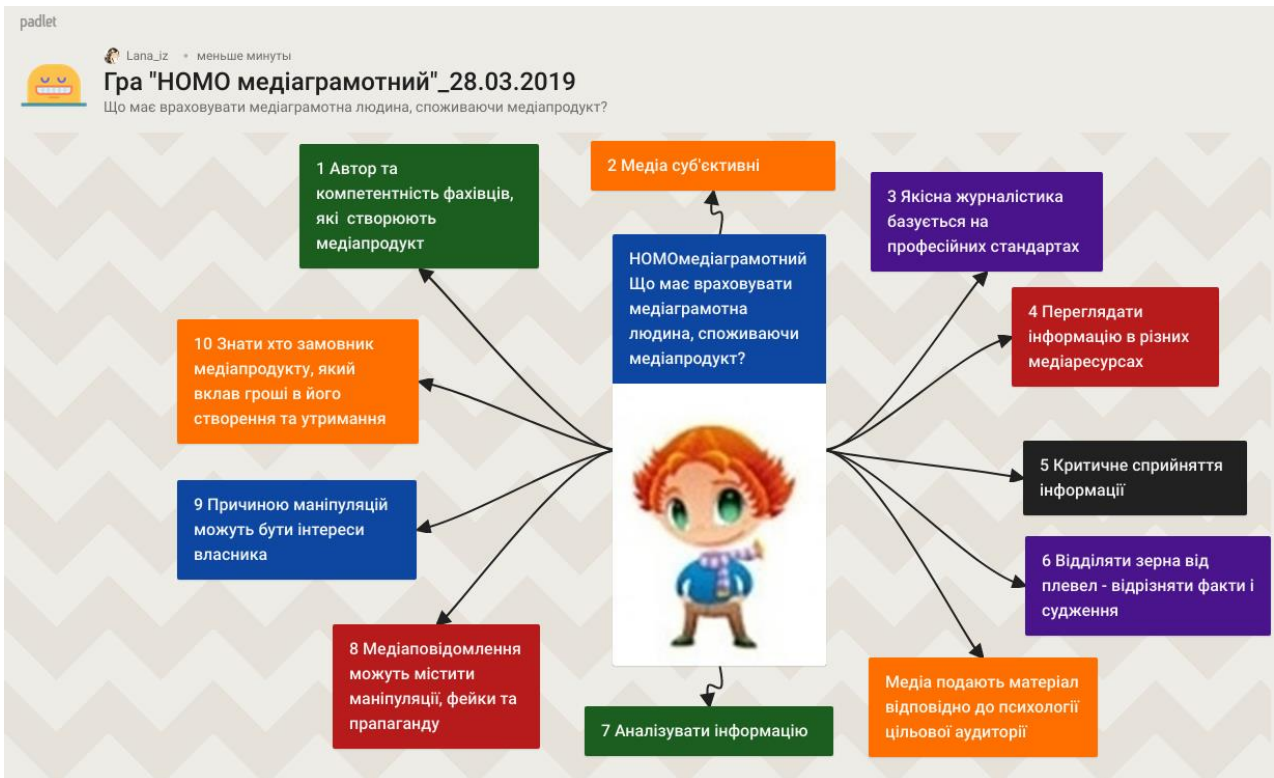 padlet
Lana_iz • меньше минуты
Гра "НОМО медіаграмотний"_28.03.2019
Що має враховувати медіаграмотна людина, споживаючи медіапродукт?
1 Автор та
компетентність фахівців,
які створюють
медіапродукт
2 Медіа суб'єктивні
3 Якісна журналістика
базується на
професійних стандартах
НОМОмедіаграмотний
Що має враховувати
медіаграмотна
людина, споживаючи
медіапродукт?
4 Переглядати
інформацію в різних
медіаресурсах
10 Знати хто замовник
медіапродукту, який
вклав гроші в його
створення та утримання
5 Критичне сприйняття
інформації
9 Причиною маніпуляцій
можуть бути інтереси
власника
6 Відділяти зерна від
плевел - відрізняти факти і
судження
8 Медіаповідомлення
можуть містити
маніпуляції, фейки та
прапаганду
Медіа подають матеріал
відповідно до психології
цільової аудиторії
7 Аналізувати інформацію